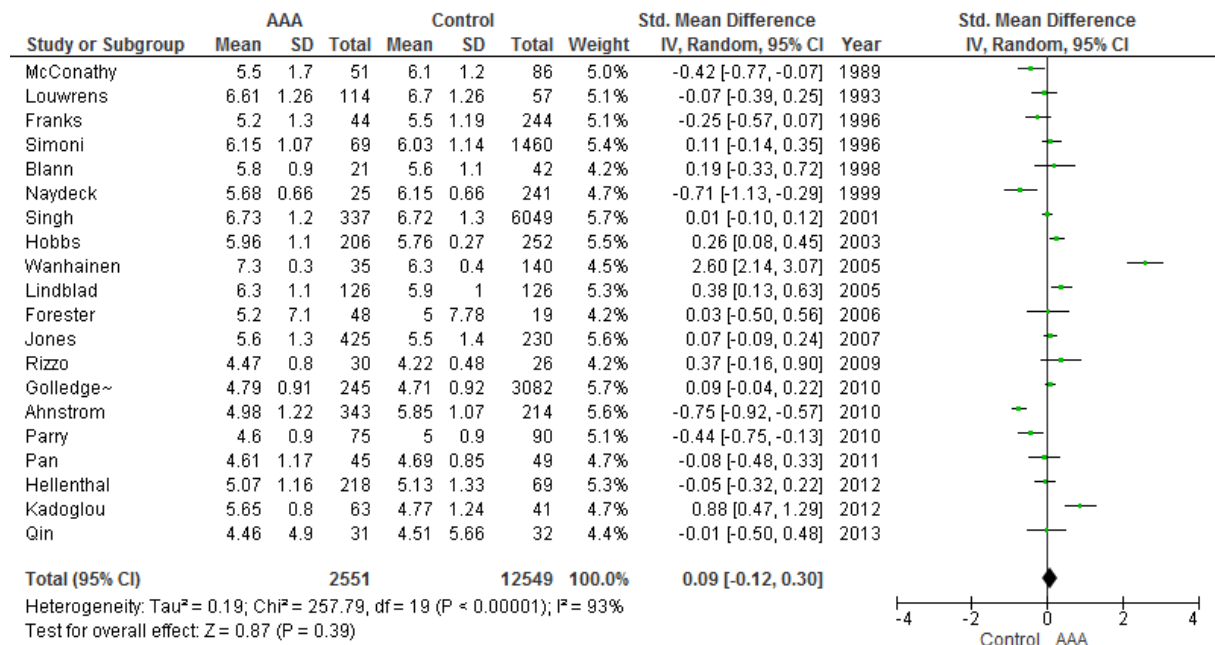 AAA Control Std. Mean Difference Std. Mean Difference
Study or Subgroup Mean SD Total Mean SD Total Weight IV, Random, 95% CI Year IV, Random, 95% CI
McConathy 5.5 1.7 51 6.1 1.2 86 5.0% -0.42 [-0.77, -0.07] 1989
Louwrens 6.61 1.26 114 6.7 1.26 57 5.1% -0.07 [-0.39, 0.25] 1993
Franks 5.2 1.3 44 5.5 1.19 244 5.1% -0.25 [-0.57, 0.07] 1996
Simoni 6.15 1.07 69 6.03 1.14 1460 5.4% 0.11 [-0.14, 0.35] 1996
Blann 5.8 0.9 21 5.6 1.1 42 4.2% 0.19 [-0.33, 0.72] 1998
Naydeck 5.68 0.66 25 6.15 0.66 241 4.7% -0.71 [-1.13, -0.29] 1999
Singh 6.73 1.2 337 6.72 1.3 6049 5.7% 0.01 [-0.10, 0.12] 2001
Hobbs 5.96 1.1 206 5.76 0.27 252 5.6% 0.26 [0.08, 0.45] 2003
Wanhainen 7.3 0.3 35 6.3 0.4 140 4.5% 2.60 [2.14, 3.07] 2005
Lindblad 6.3 1.1 126 5.9 1 126 5.3% 0.38 [0.13, 0.63] 2005
Forester 5.2 7.1 48 5 7.78 19 4.2% 0.03 [-0.50, 0.56] 2006
Jones 5.6 1.3 425 5.5 1.4 230 5.6% 0.07 [-0.09, 0.24] 2007
Rizzo 4.47 0.8 30 4.22 0.48 26 4.2% 0.37 [-0.16, 0.90] 2009
Golledge~ 4.79 0.91 245 4.71 0.92 3082 5.7% 0.09 [-0.04, 0.22] 2010
Ahnstrom 4.98 1.22 343 5.85 1.07 214 5.6% -0.75 [-0.92, -0.57] 2010
Parry 4.6 0.9 75 5 0.9 90 5.1% -0.44 [-0.75, -0.13] 2010
Pan 4.61 1.17 45 4.69 0.85 49 4.7% -0.08 [-0.48, 0.33] 2011
Hellenthal 5.07 1.16 218 5.13 1.33 69 5.3% -0.05 [-0.32, 0.22] 2012
Kadoglou 5.65 0.8 63 4.77 1.24 41 4.7% 0.88 [0.47, 1.29] 2012
Qin 4.46 4.9 31 4.51 5.66 32 4.4% -0.01 [-0.50, 0.48] 2013
Total (95% CI) 2551 12549 100.0% 0.09 [-0.12, 0.30]
Heterogeneity: Tau² = 0.19; Chi² = 257.79, df = 19 (P < 0.00001); I² = 93%
Test for overall effect: Z = 0.87 (P = 0.39)
-4 -2 0 2 4
Control AAA